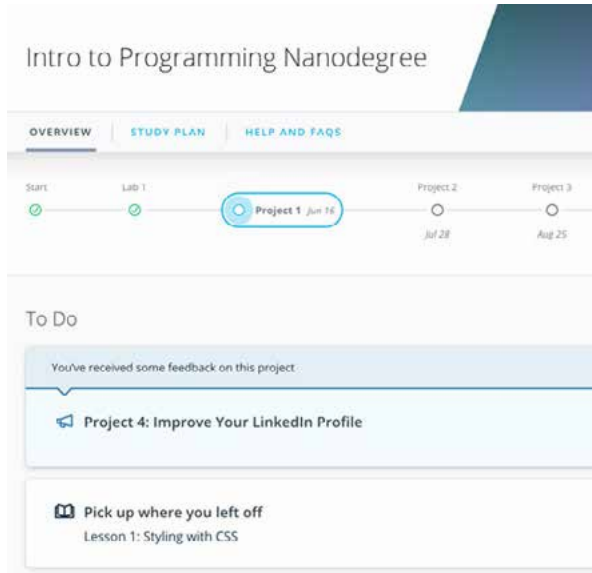 Intro to Programming Nanodegree
OVERVIEW STUDY PLAN HELP AND FAQS
Start Lab 1 Project 2 Project 3
Project 1 Jun 16
Jul 28 Aug 25
To Do
You've received some feedback on this project
Project 4: Improve Your LinkedIn Profile
Pick up where you left off
Lesson 1: Styling with CSS